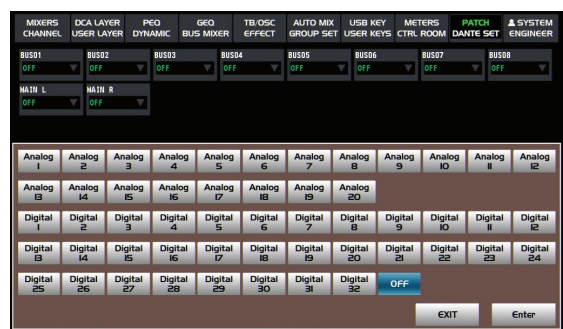 MIXERS DCA LAYER PEQ GEQ TB/OSC AUTO MIX USB KEY METERS PATCH SYSTEM
CHANNEL USER LAYER DYNAMIC BUS MIXER EFFECT GROUP SET USER KEYS CTRL ROOM DANTE SET ENGINEER
BUS01 BUS02 BUS03 BUS04 BUS05 BUS06 BUS07 BUS08
OFF OFF OFF OFF OFF OFF OFF OFF
MAIN L MAIN R
OFF OFF
Analog Analog Analog Analog Analog Analog Analog Analog Analog Analog Analog Analog
1 2 3 4 5 6 7 8 9 10 11 12
Analog Analog Analog Analog Analog Analog Analog Analog
13 14 15 16 17 18 19 20
Digital Digital Digital Digital Digital Digital Digital Digital Digital Digital Digital Digital
1 2 3 4 5 6 7 8 9 10 11 12
Digital Digital Digital Digital Digital Digital Digital Digital Digital Digital Digital Digital
13 14 15 16 17 18 19 20 21 22 23 24
Digital Digital Digital Digital Digital Digital Digital Digital OFF
25 26 27 28 29 30 31 32
EXIT Enter